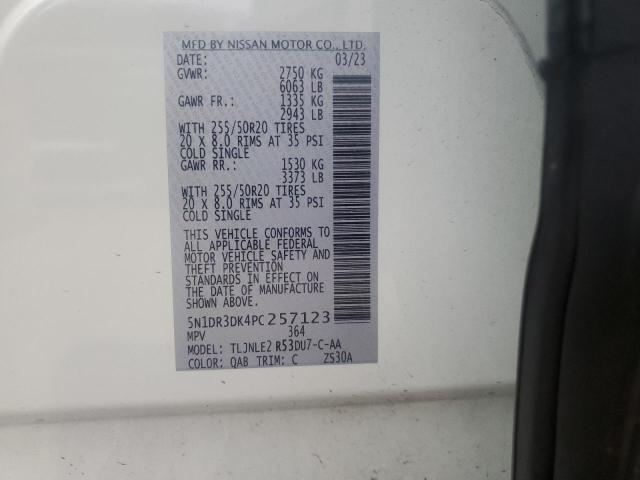 MFD BY NISSAN MOTOR CO., LTD.
DATE: 03/23
GVWR: 2750 KG
6063 LB
GAWR FR.: 1335 KG
2943 LB
WITH 255/50R20 TIRES
20 X 8.0 RIMS AT 35 PSI
COLD SINGLE
GAWR RR.: 1530 KG
3373 LB
WITH 255/50R20 TIRES
20 X 8.0 RIMS AT 35 PSI
COLD SINGLE
THIS VEHICLE CONFORMS TO
ALL APPLICABLE FEDERAL
MOTOR VEHICLE SAFETY AND
THEFT PREVENTION
STANDARDS IN EFFECT ON
THE DATE OF MANUFACTURE
SHOWN ABOVE.
5N1DR3DK4PC257123
MPV 364
MODEL: TLJNLE2 R53DU7-C-AA
COLOR: QAB TRIM: C ZS30A